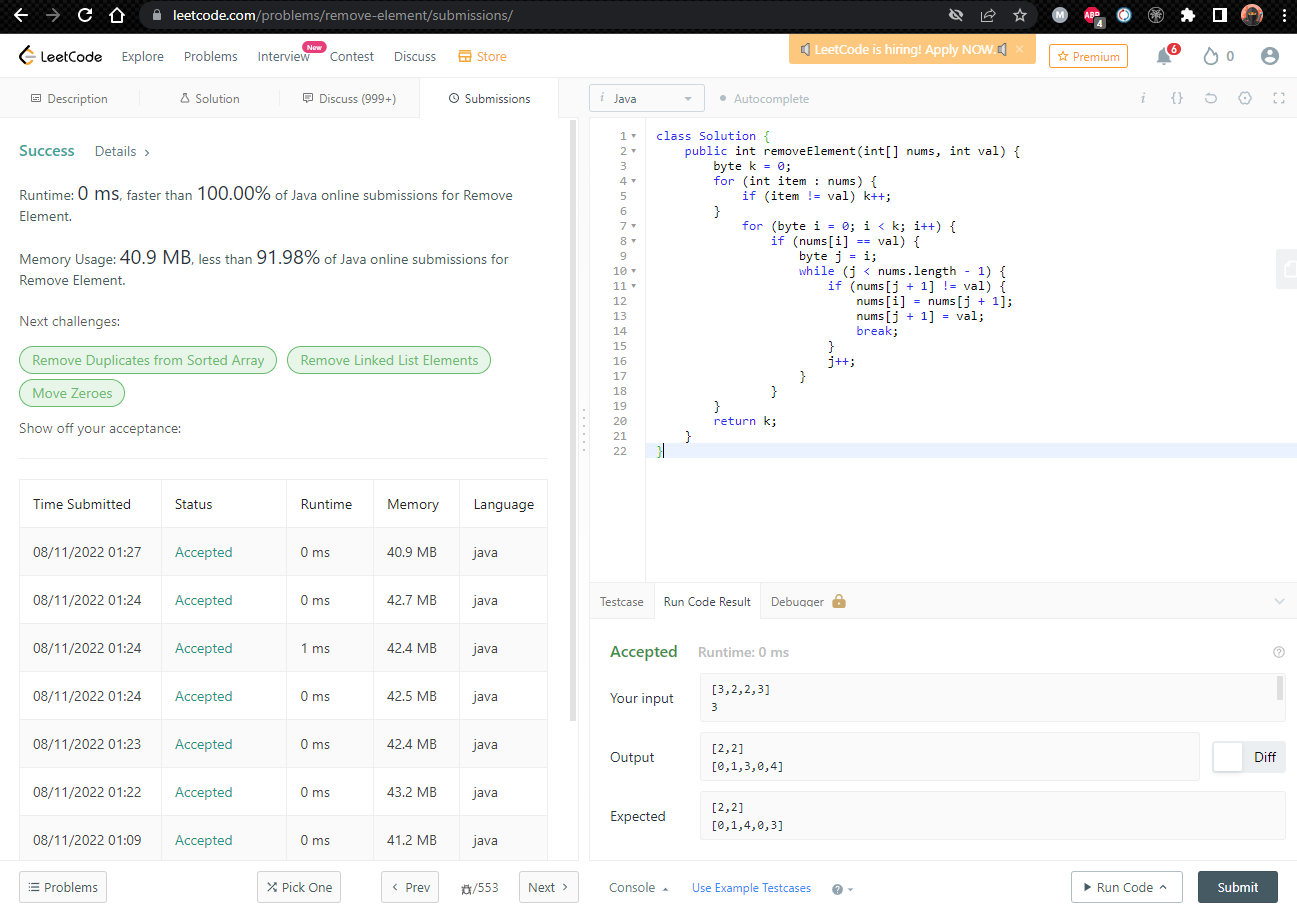 leetcode.com/problems/remove-element/submissions/
M
ABP
4
LeetCode
Explore
Problems
Interview
New
Contest
Discuss
Store
LeetCode is hiring! Apply NOW.
×
Premium
6
0
Description
Solution
Discuss (999+)
Submissions
i Java
Autocomplete
i
{}
Success
Details >
Runtime: 0 ms, faster than 100.00% of Java online submissions for Remove
Element.
Memory Usage: 40.9 MB, less than 91.98% of Java online submissions for
Remove Element.
Next challenges:
Remove Duplicates from Sorted Array
Remove Linked List Elements
Move Zeroes
Show off your acceptance:
Time Submitted Status Runtime Memory Language
08/11/2022 01:27 Accepted 0 ms 40.9 MB java
08/11/2022 01:24 Accepted 0 ms 42.7 MB java
08/11/2022 01:24 Accepted 1 ms 42.4 MB java
08/11/2022 01:24 Accepted 0 ms 42.5 MB java
08/11/2022 01:23 Accepted 0 ms 42.4 MB java
08/11/2022 01:22 Accepted 0 ms 43.2 MB java
08/11/2022 01:09 Accepted 0 ms 41.2 MB java
1 class Solution {
2 public int removeElement(int[] nums, int val) {
3 byte k = 0;
4 for (int item : nums) {
5 if (item != val) k++;
6 }
7 for (byte i = 0; i < k; i++) {
8 if (nums[i] == val) {
9 byte j = i;
10 while (j < nums.length - 1) {
11 if (nums[j + 1] != val) {
12 nums[i] = nums[j + 1];
13 nums[j + 1] = val;
14 break;
15 }
16 j++;
17 }
18 }
19 }
20 return k;
21 }
22 }
Testcase
Run Code Result
Debugger
Accepted
Runtime: 0 ms
?
Your input
[3,2,2,3]
3
Output
[2,2]
[0,1,3,0,4]
Diff
Expected
[2,2]
[0,1,4,0,3]
Problems
Pick One
< Prev
/553
Next >
Console
Use Example Testcases
?
Run Code
Submit